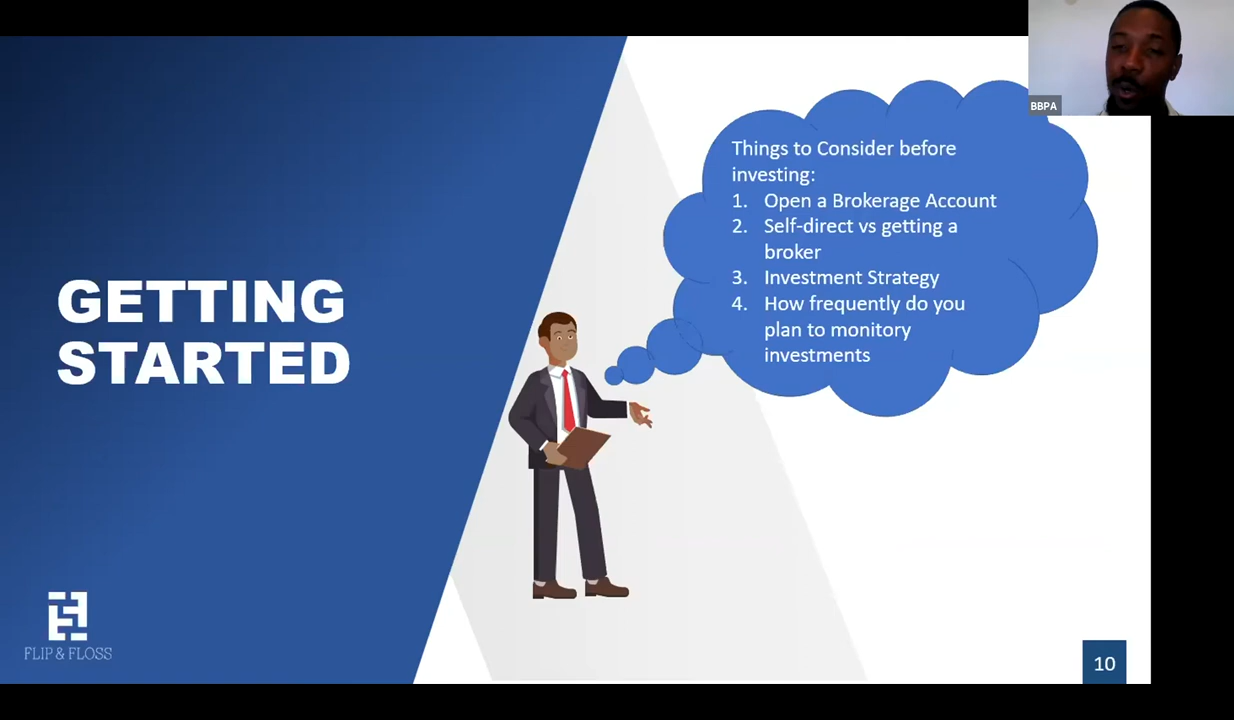 BBPA
GETTING
STARTED
Things to Consider before
investing:
1. Open a Brokerage Account
2. Self-direct vs getting a
broker
3. Investment Strategy
4. How frequently do you
plan to monitory
investments
FLIP & FLOSS
10